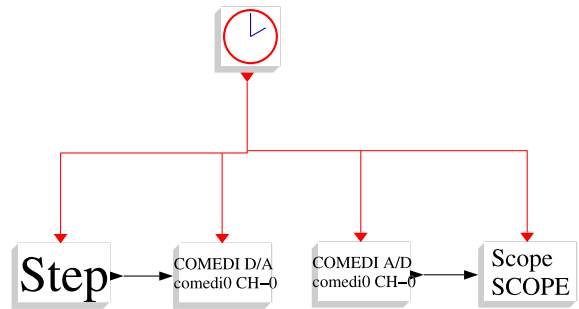 Step
COMEDI D/A
comedi0 CH-0
COMEDI A/D
comedi0 CH-0
Scope
SCOPE